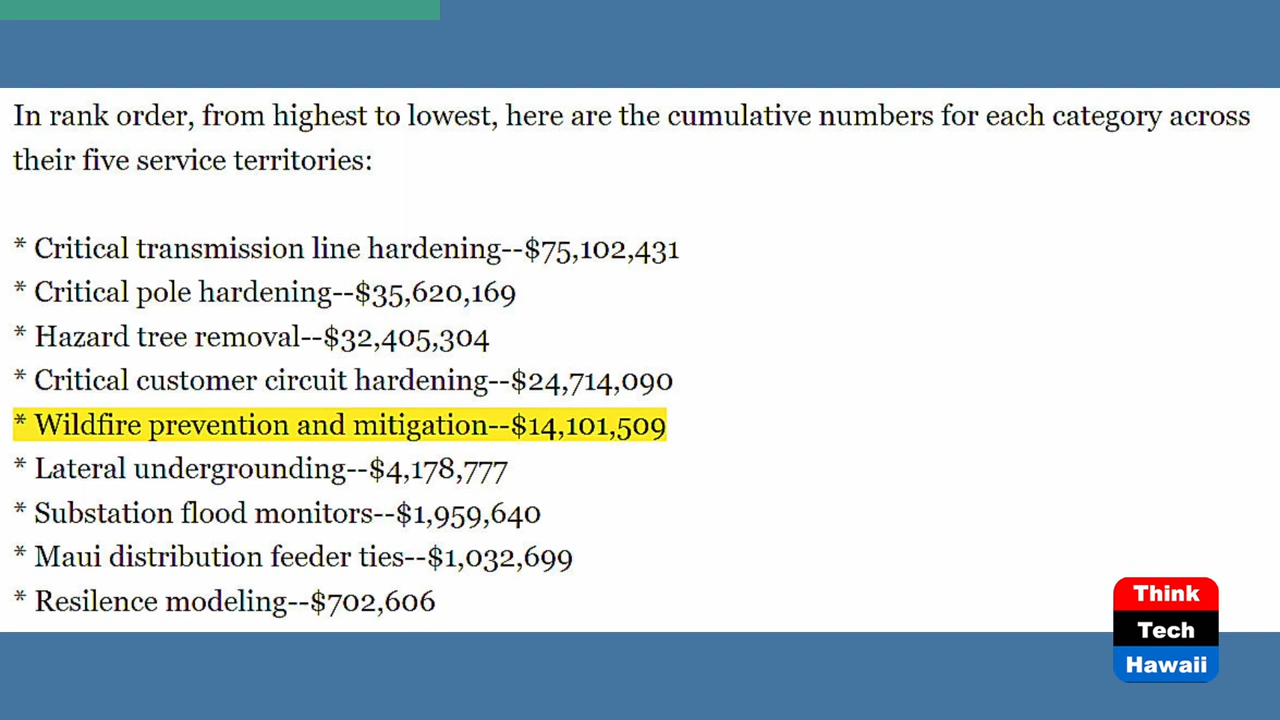 In rank order, from highest to lowest, here are the cumulative numbers for each category across
their five service territories:
* Critical transmission line hardening--$75,102,431
* Critical pole hardening--$35,620,169
* Hazard tree removal--$32,405,304
* Critical customer circuit hardening--$24,714,090
* Wildfire prevention and mitigation--$14,101,509
* Lateral undergrounding--$4,178,777
* Substation flood monitors--$1,959,640
* Maui distribution feeder ties--$1,032,699
* Resilence modeling--$702,606
Think
Tech
Hawaii